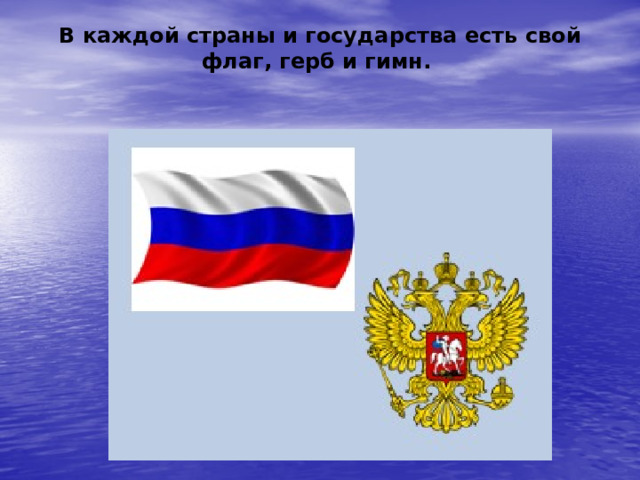 В каждой страны и государства есть свой
флаг, герб и гимн.